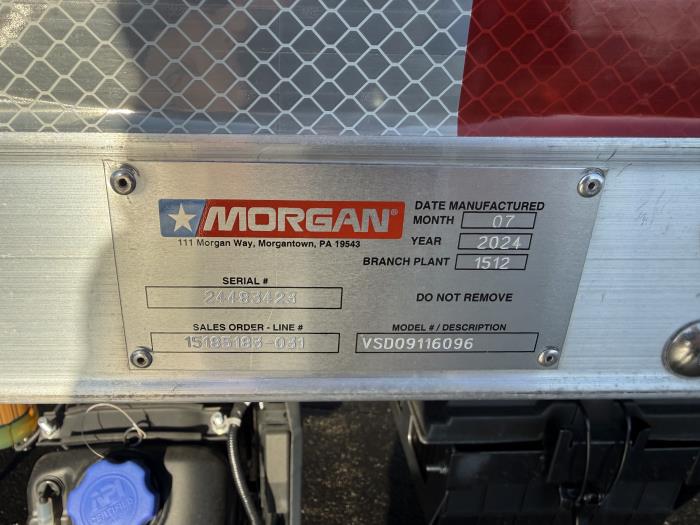 MORGAN®
111 Morgan Way, Morgantown, PA 19543
DATE MANUFACTURED
MONTH 07
YEAR 2024
BRANCH PLANT 1512
SERIAL #
24483423
DO NOT REMOVE
SALES ORDER - LINE #
15185183-031
MODEL # / DESCRIPTION
VSD09116096